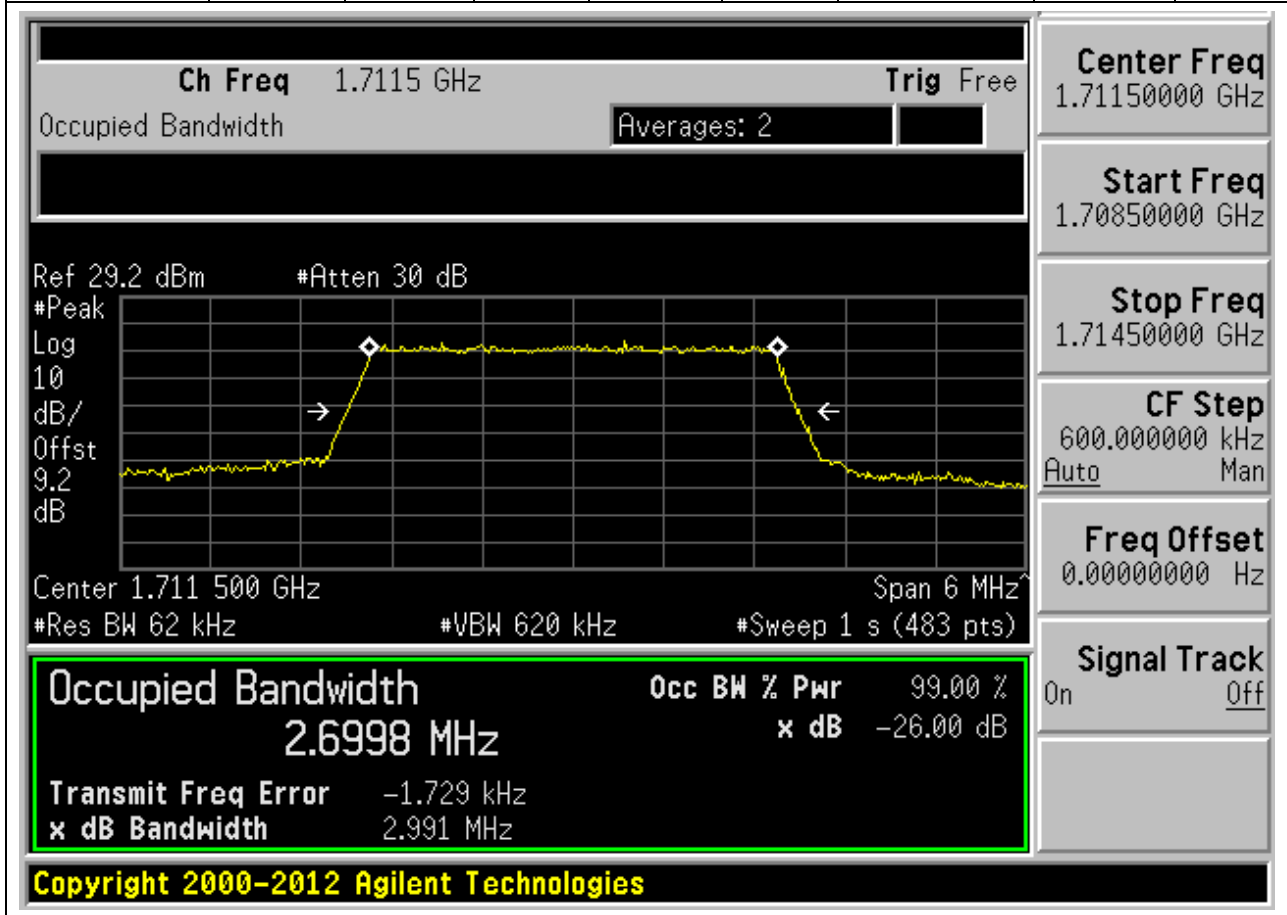 Ch Freq 1.7115 GHz Trig Free
Occupied Bandwidth Averages: 2
Ref 29.2 dBm #Atten 30 dB
#Peak
Log
10
dB/
Offst
9.2
dB
Center 1.711 500 GHz Span 6 MHz^
#Res BW 62 kHz #VBW 620 kHz #Sweep 1 s (483 pts)
Occupied Bandwidth
2.6998 MHz
Occ BW % Pwr 99.00 %
x dB -26.00 dB
Transmit Freq Error -1.729 kHz
x dB Bandwidth 2.991 MHz
Copyright 2000-2012 Agilent Technologies
Center Freq
1.71150000 GHz
Start Freq
1.70850000 GHz
Stop Freq
1.71450000 GHz
CF Step
600.000000 kHz
Auto Man
Freq Offset
0.00000000 Hz
Signal Track
On Off